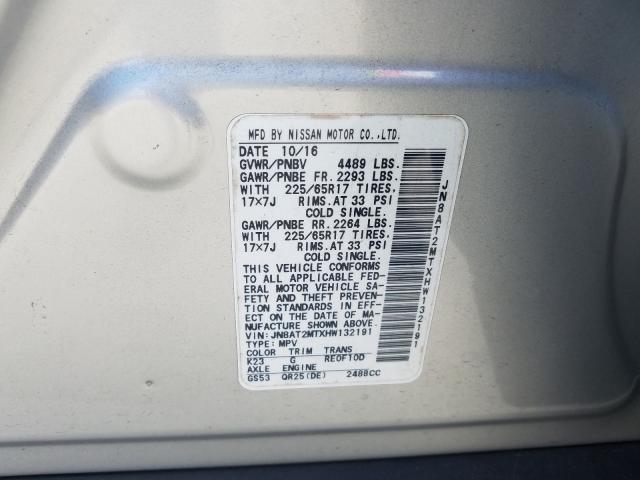 MFD BY NISSAN MOTOR CO.,LTD.
DATE 10/16
GVWR/PNBV 4489 LBS.
GAWR/PNBE FR. 2293 LBS.
WITH 225/65R17 TIRES,
17×7J RIMS,AT 33 PSI
COLD SINGLE.
GAWR/PNBE RR. 2264 LBS.
WITH 225/65R17 TIRES,
17×7J RIMS,AT 33 PSI
COLD SINGLE.
THIS VEHICLE CONFORMS
TO ALL APPLICABLE FED-
ERAL MOTOR VEHICLE SA-
FETY AND THEFT PREVEN-
TION STANDARDS IN EFF-
ECT ON THE DATE OF MA-
NUFACTURE SHOWN ABOVE.
VIN:JN8AT2MTXHW132191
TYPE: MPV
COLOR TRIM TRANS
K23 G RE0F10D
AXLE ENGINE
GS53 QR25(DE) 2488CC
JN8AT2MTXHW132191